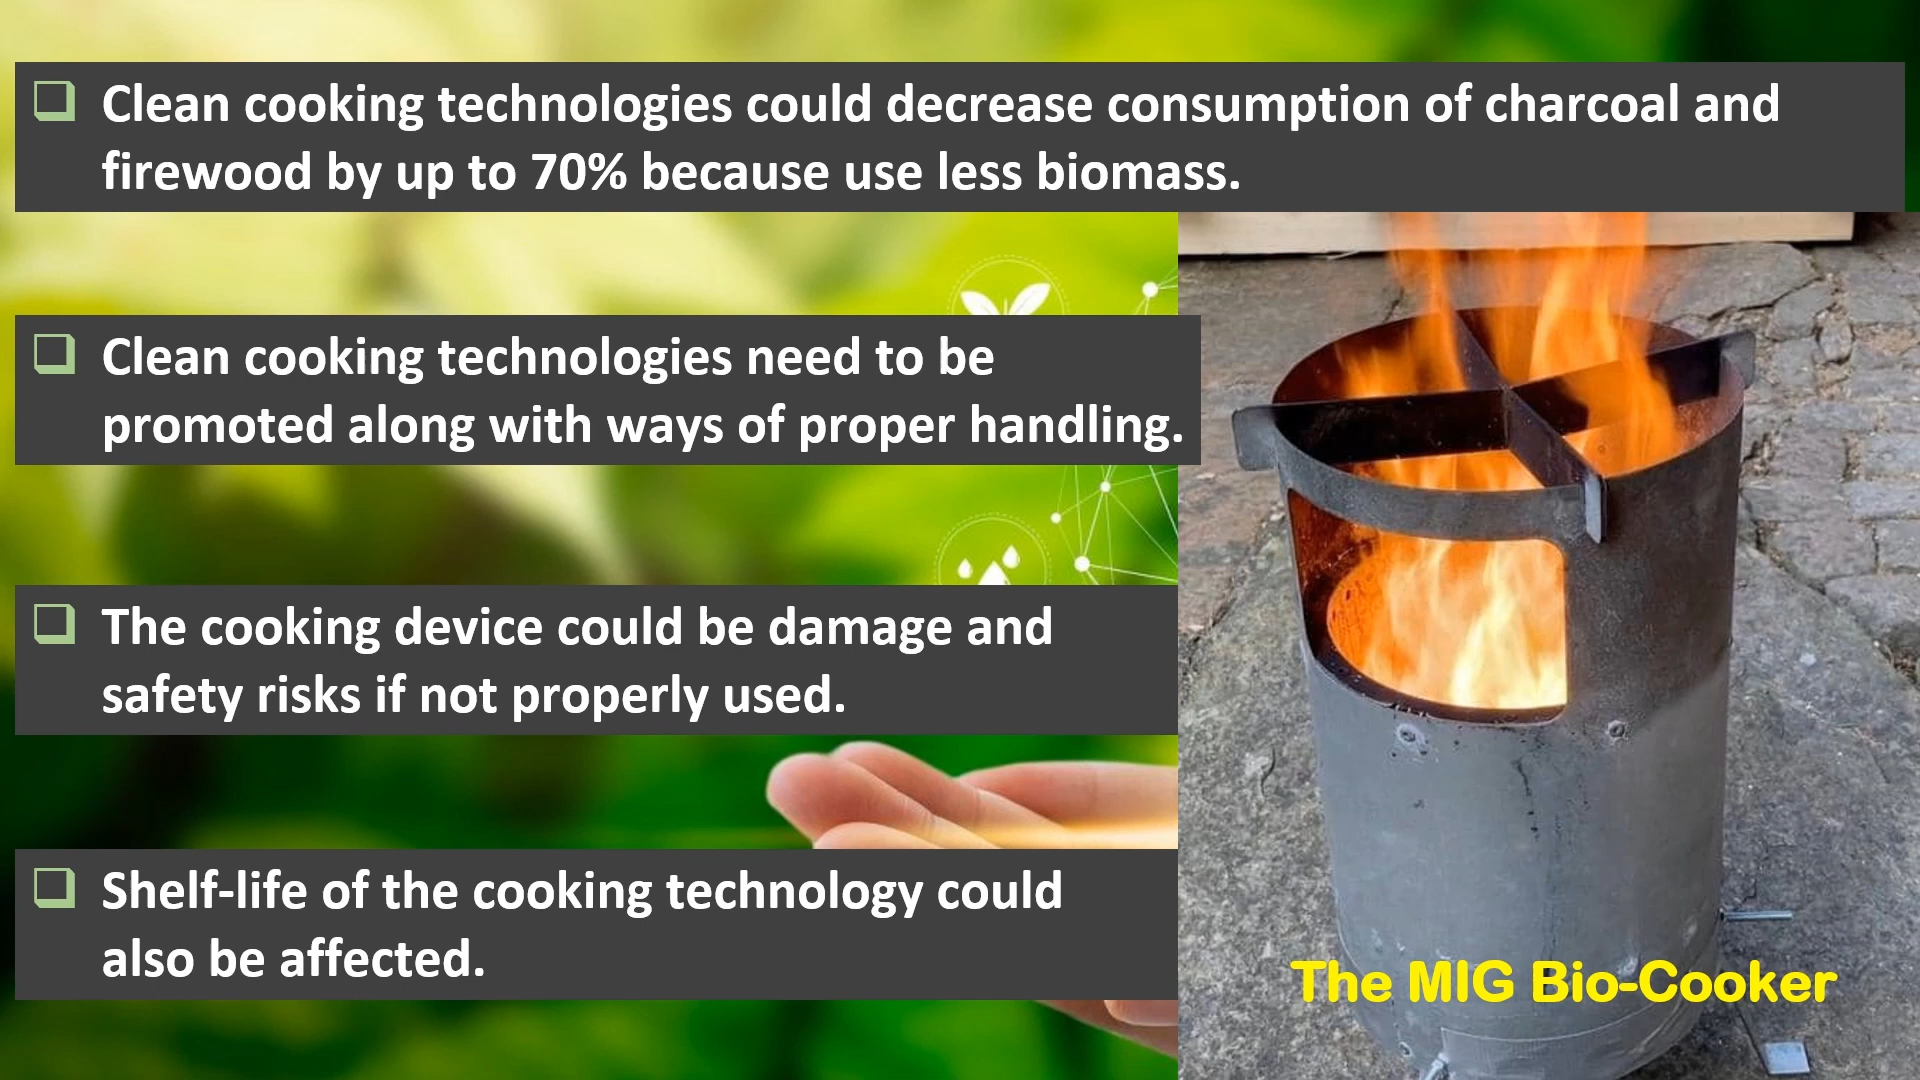 Clean cooking technologies could decrease consumption of charcoal and
firewood by up to 70% because use less biomass.
Clean cooking technologies need to be
promoted along with ways of proper handling.
The cooking device could be damage and
safety risks if not properly used.
Shelf-life of the cooking technology could
also be affected.
The MIG Bio-Cooker